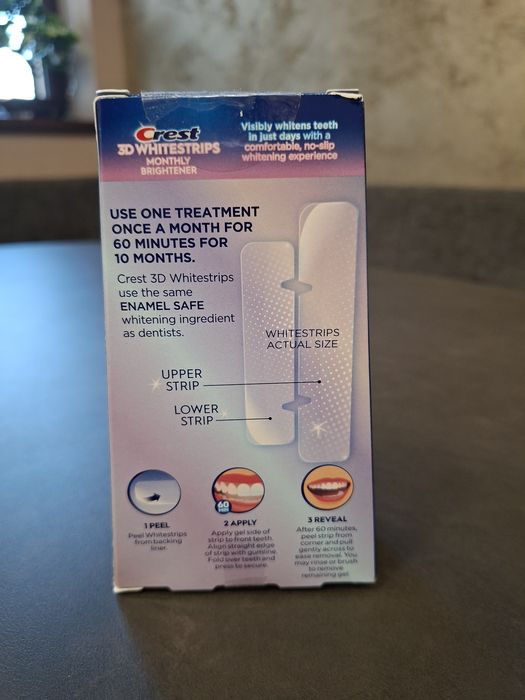 Crest
3D WHITESTRIPS
MONTHLY
BRIGHTENER
Visibly whitens teeth
in just days with a
comfortable, no-slip
whitening experience
USE ONE TREATMENT
ONCE A MONTH FOR
60 MINUTES FOR
10 MONTHS.
Crest 3D Whitestrips
use the same
ENAMEL SAFE
whitening ingredient
as dentists.
WHITESTRIPS
ACTUAL SIZE
UPPER
STRIP
LOWER
STRIP
1 PEEL
Peel Whitestrips
from backing
liner.
60
2 APPLY
Apply gel side of
strip to front teeth.
Align straight edge
of strip with gumline.
Fold over teeth and
press to secure.
3 REVEAL
After 60 minutes,
peel strip from
corner and pull
gently across to
ease removal. You
may rinse or brush
to remove
remaining gel